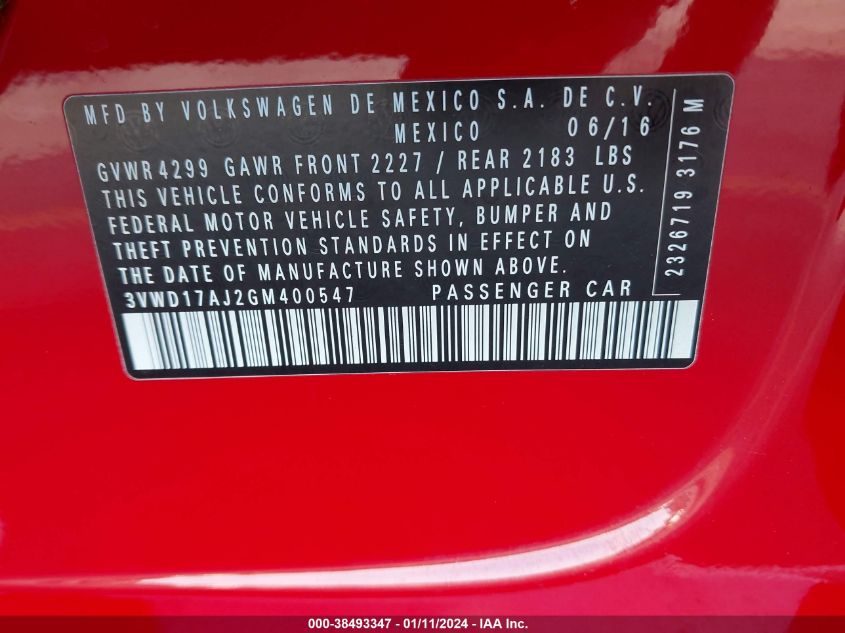 MFD BY VOLKSWAGEN DE MEXICO S.A. DE C.V.
MEXICO 06/16
GVWR 4299 GAWR FRONT 2227 / REAR 2183 LBS
THIS VEHICLE CONFORMS TO ALL APPLICABLE U.S.
FEDERAL MOTOR VEHICLE SAFETY, BUMPER AND
THEFT PREVENTION STANDARDS IN EFFECT ON
THE DATE OF MANUFACTURE SHOWN ABOVE.
3VWD17AJ2GM400547 PASSENGER CAR
2326719 3176 M
000-38493347 - 01/11/2024 - IAA Inc.